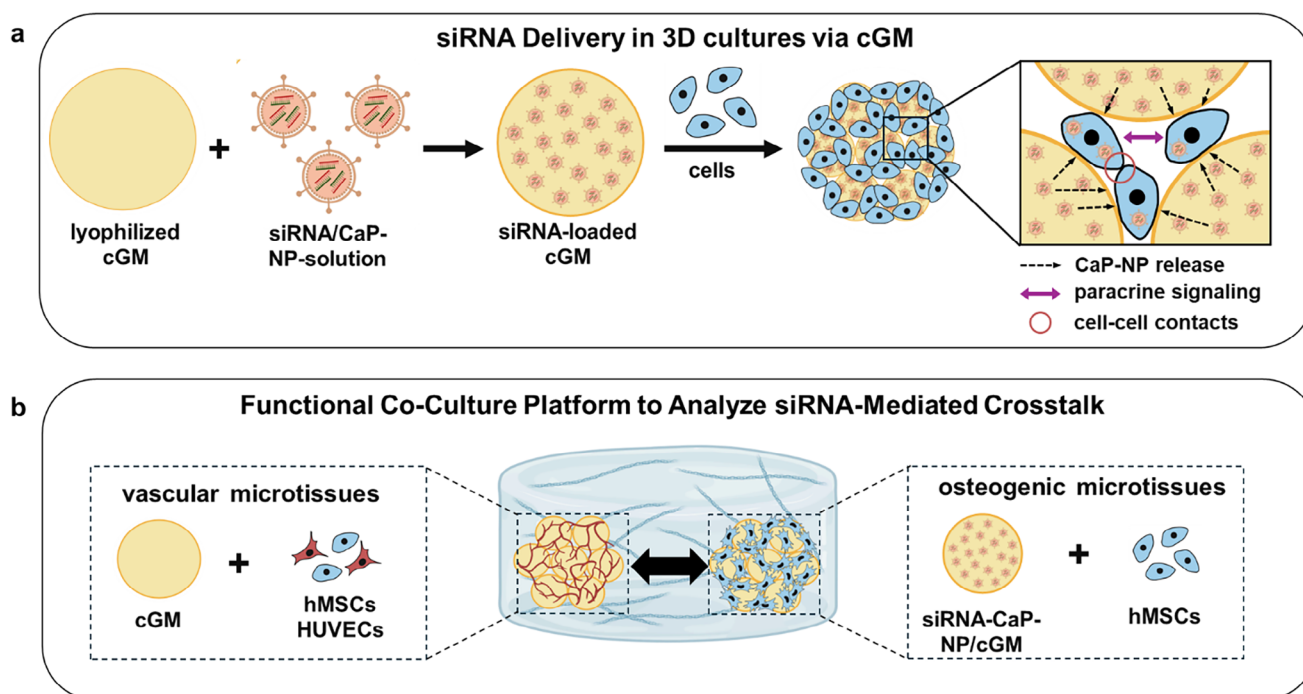 a
siRNA Delivery in 3D cultures via cGM
+
cells
lyophilized
cGM
siRNA/CaP-
NP-solution
siRNA-loaded
cGM
CaP-NP release
paracrine signaling
cell-cell contacts
b
Functional Co-Culture Platform to Analyze siRNA-Mediated Crosstalk
vascular microtissues
+
cGM
hMSCs
HUVECs
osteogenic microtissues
+
siRNA-CaP-
NP/cGM
hMSCs